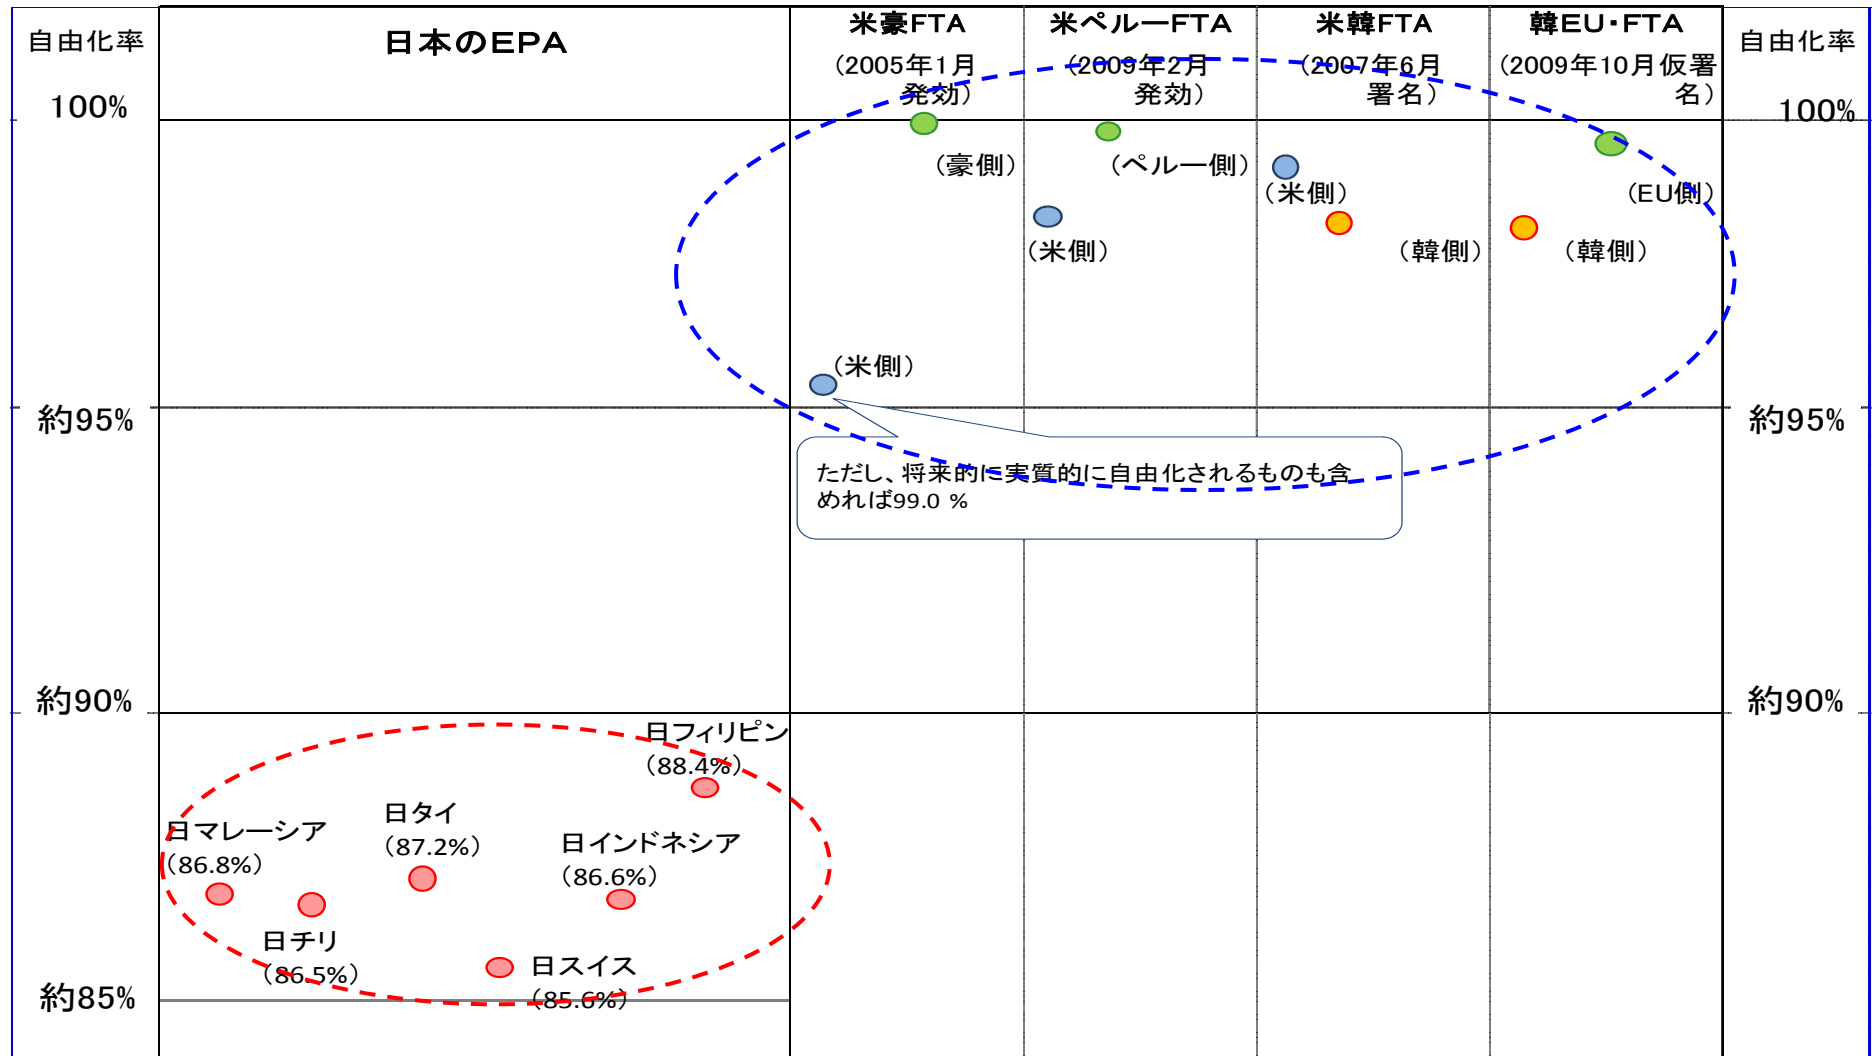 自由化率
日本のEPA
米豪FTA
(2005年1月
発効)
米ペルーFTA
(2009年2月
発効)
米韓FTA
(2007年6月
署名)
韓EU・FTA
(2009年10月仮署
名)
自由化率
100%
100%
(豪側)
(ペルー側)
(米側)
(EU側)
(米側)
(韓側)
(韓側)
(米側)
約95%
約95%
ただし、将来的に実質的に自由化されるものも含
めれば99.0 %
約90%
約90%
日フィリピン
(88.4%)
日マレーシア
(86.8%)
日タイ
(87.2%)
日インドネシア
(86.6%)
日チリ
(86.5%)
日スイス
(85.6%)
約85%